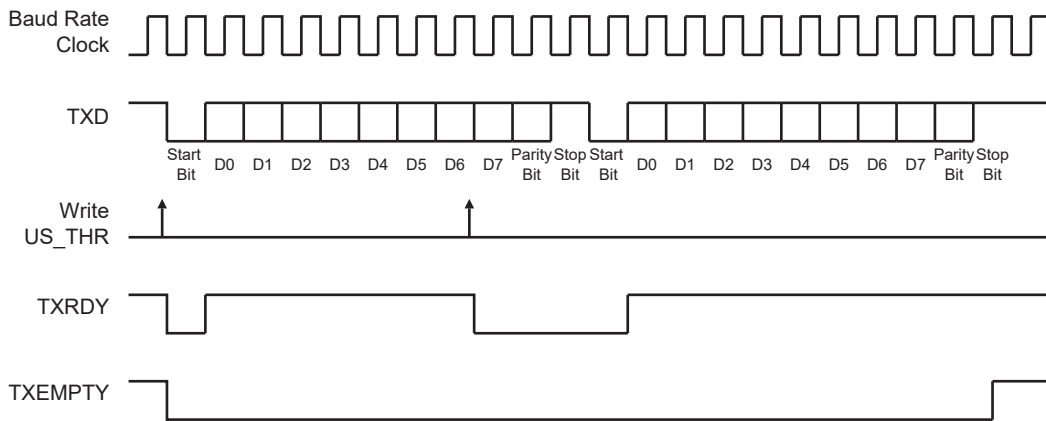 Baud Rate
Clock
TXD
Start
Bit
D0 D1 D2 D3 D4 D5 D6 D7
Parity
Bit
Stop
Bit
Start
Bit
D0 D1 D2 D3 D4 D5 D6 D7
Parity
Bit
Stop
Bit
Write
US_THR
TXRDY
TXEMPTY